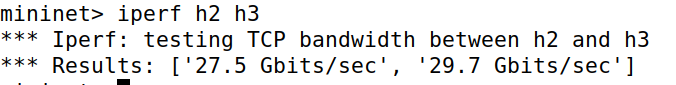 mininet> iperf h2 h3
*** Iperf: testing TCP bandwidth between h2 and h3
*** Results: ['27.5 Gbits/sec', '29.7 Gbits/sec']